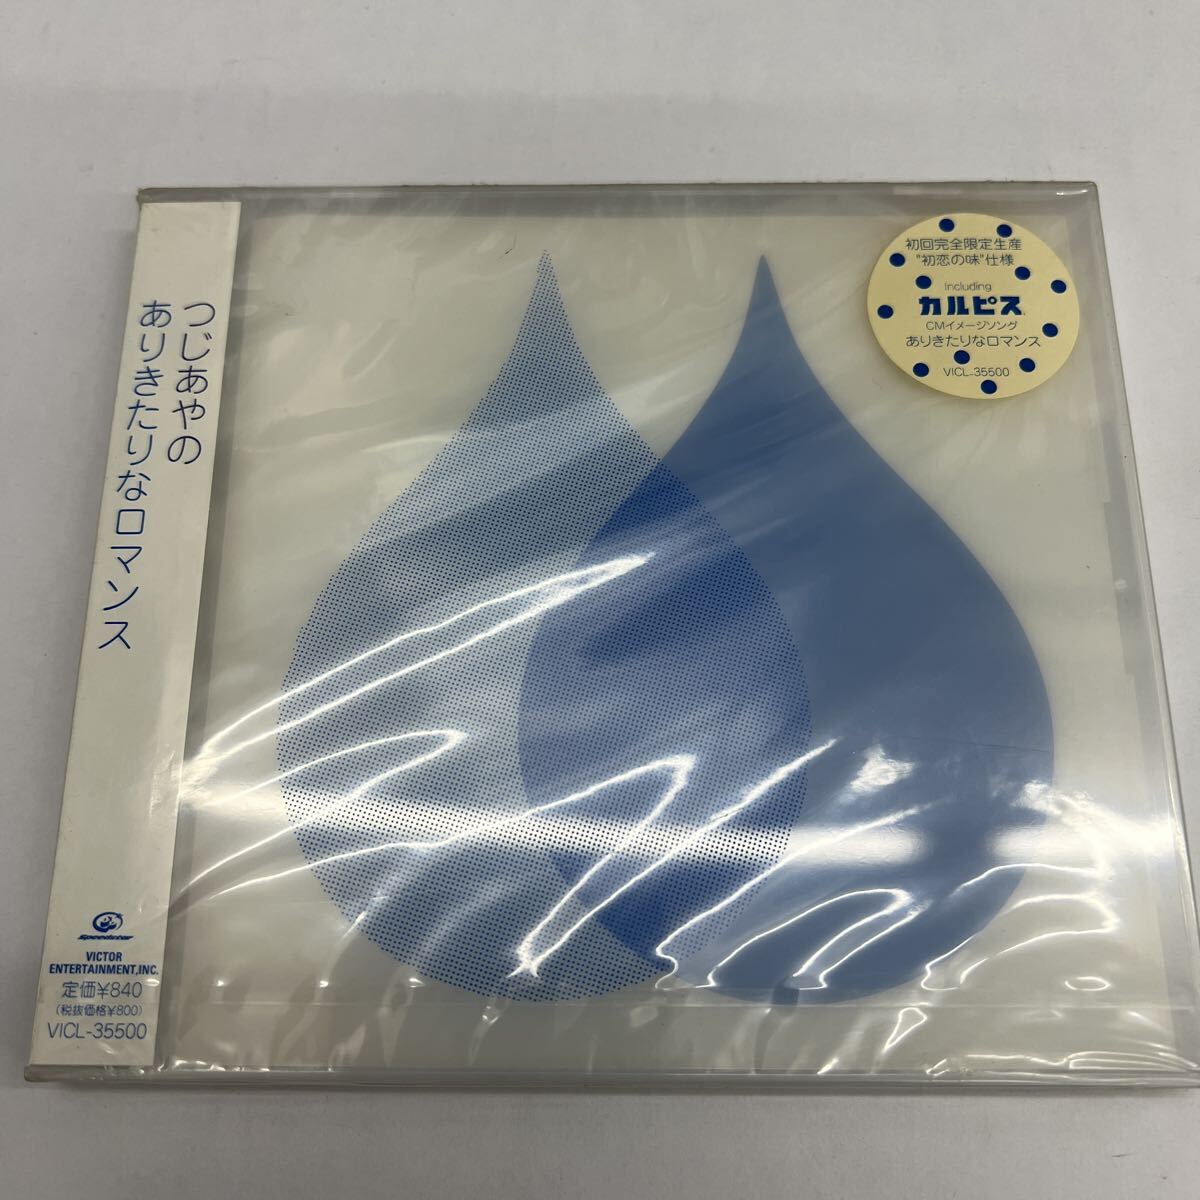 つじあやの
ありきたりなロマンス
Speedstar
VICTOR
ENTERTAINMENT,INC.
定価¥840
(税抜価格¥800)
VICL-35500
初回完全限定生産
"初恋の味"仕様
including
カルピス
CMイメージソング
ありきたりなロマンス
VICL-35500